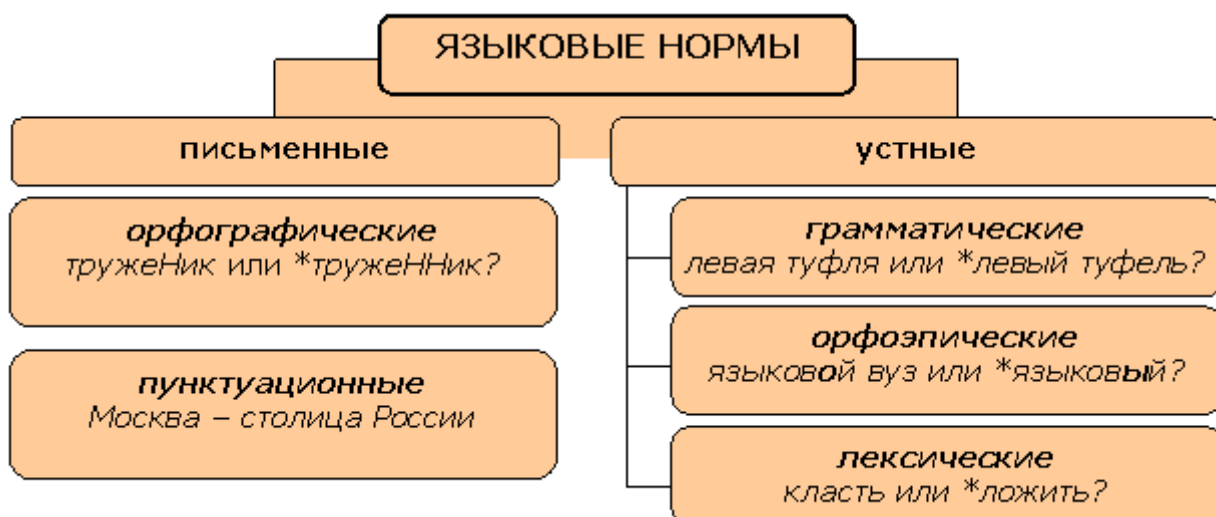 ЯЗЫКОВЫЕ НОРМЫ
письменные
орфографические
тружеНик или *тружеННик?
пунктуационные
Москва – столица России
устные
грамматические
левая туфля или *левый туфель?
орфоэпические
языковой вуз или *языковый?
лексические
класть или *ложить?